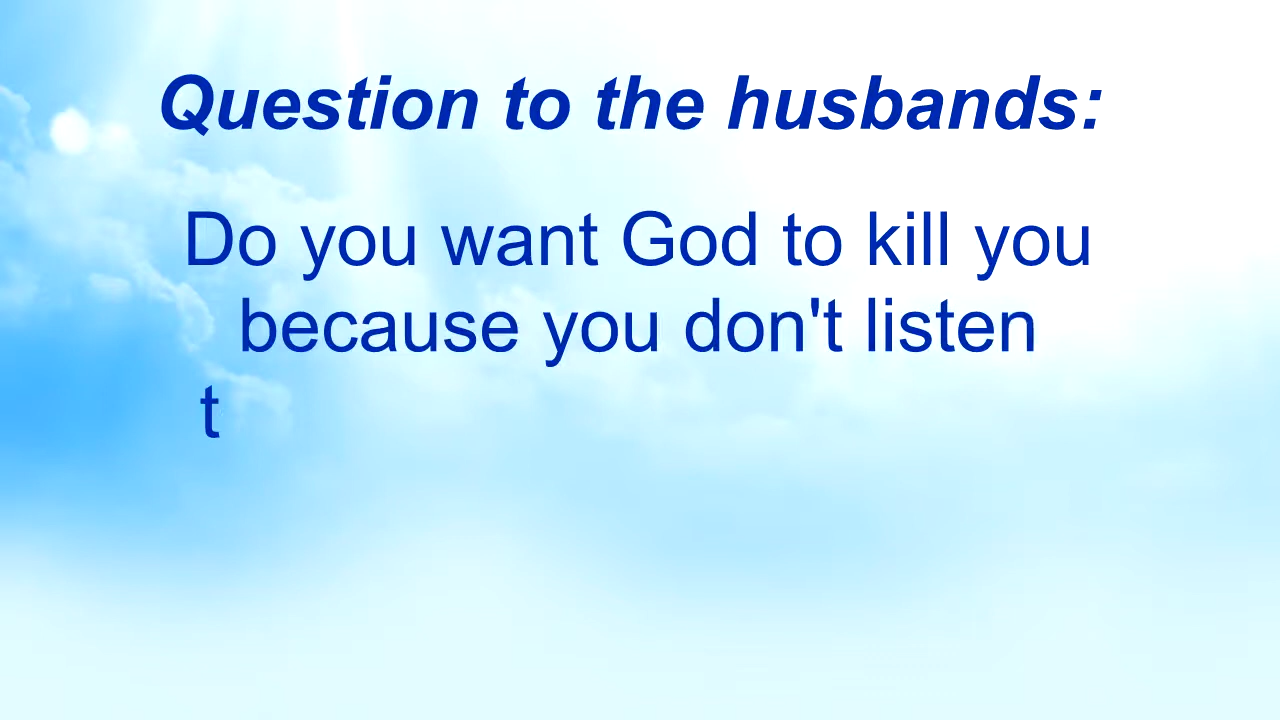 Question to the husbands:
Do you want God to kill you
because you don't listen
t